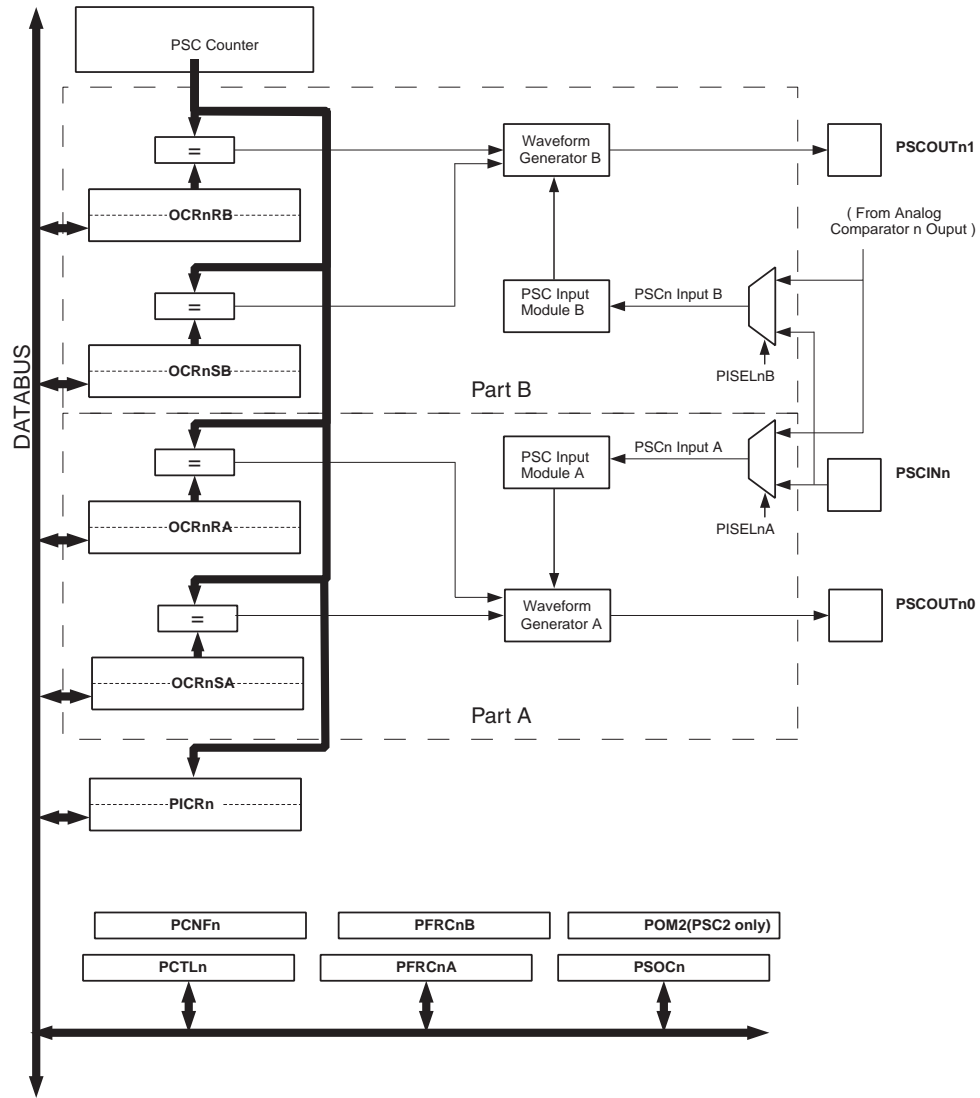 PSC Counter
=
Waveform
Generator B
PSCOUTn1
OCRnRB
( From Analog
Comparator n Ouput )
=
PSC Input
Module B
PSCn Input B
OCRnSB
PISELnB
Part B
DATABUS
=
PSC Input
Module A
PSCn Input A
PSCINn
OCRnRA
PISELnA
=
Waveform
Generator A
PSCOUTn0
OCRnSA
Part A
PICRn
PCNFn
PFRCnB
POM2(PSC2 only)
PCTLn
PFRCnA
PSOCn